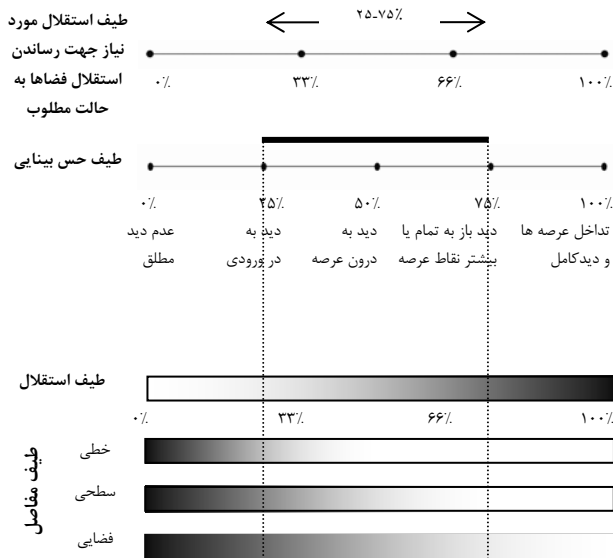 طیف استقلال مورد
نیاز جهت رساندن
استقلال فضاها به
حالت مطلوب
۲۵-۷۵٪
۰٪ ۳۳٪ ۶۶٪ ۱۰۰٪
طیف حس بینایی
۰٪ ۲۵٪ ۵۰٪ ۷۵٪ ۱۰۰٪
عدم دید
مطلق
دید به
در ورودی
دید به
درون عرصه
دید باز به تمام یا
بیشتر نقاط عرصه
تداخل عرصه ها
و دیدکامل
طیف استقلال
۰٪ ۳۳٪ ۶۶٪ ۱۰۰٪
طیف مفاصل
خطی
سطحی
فضایی